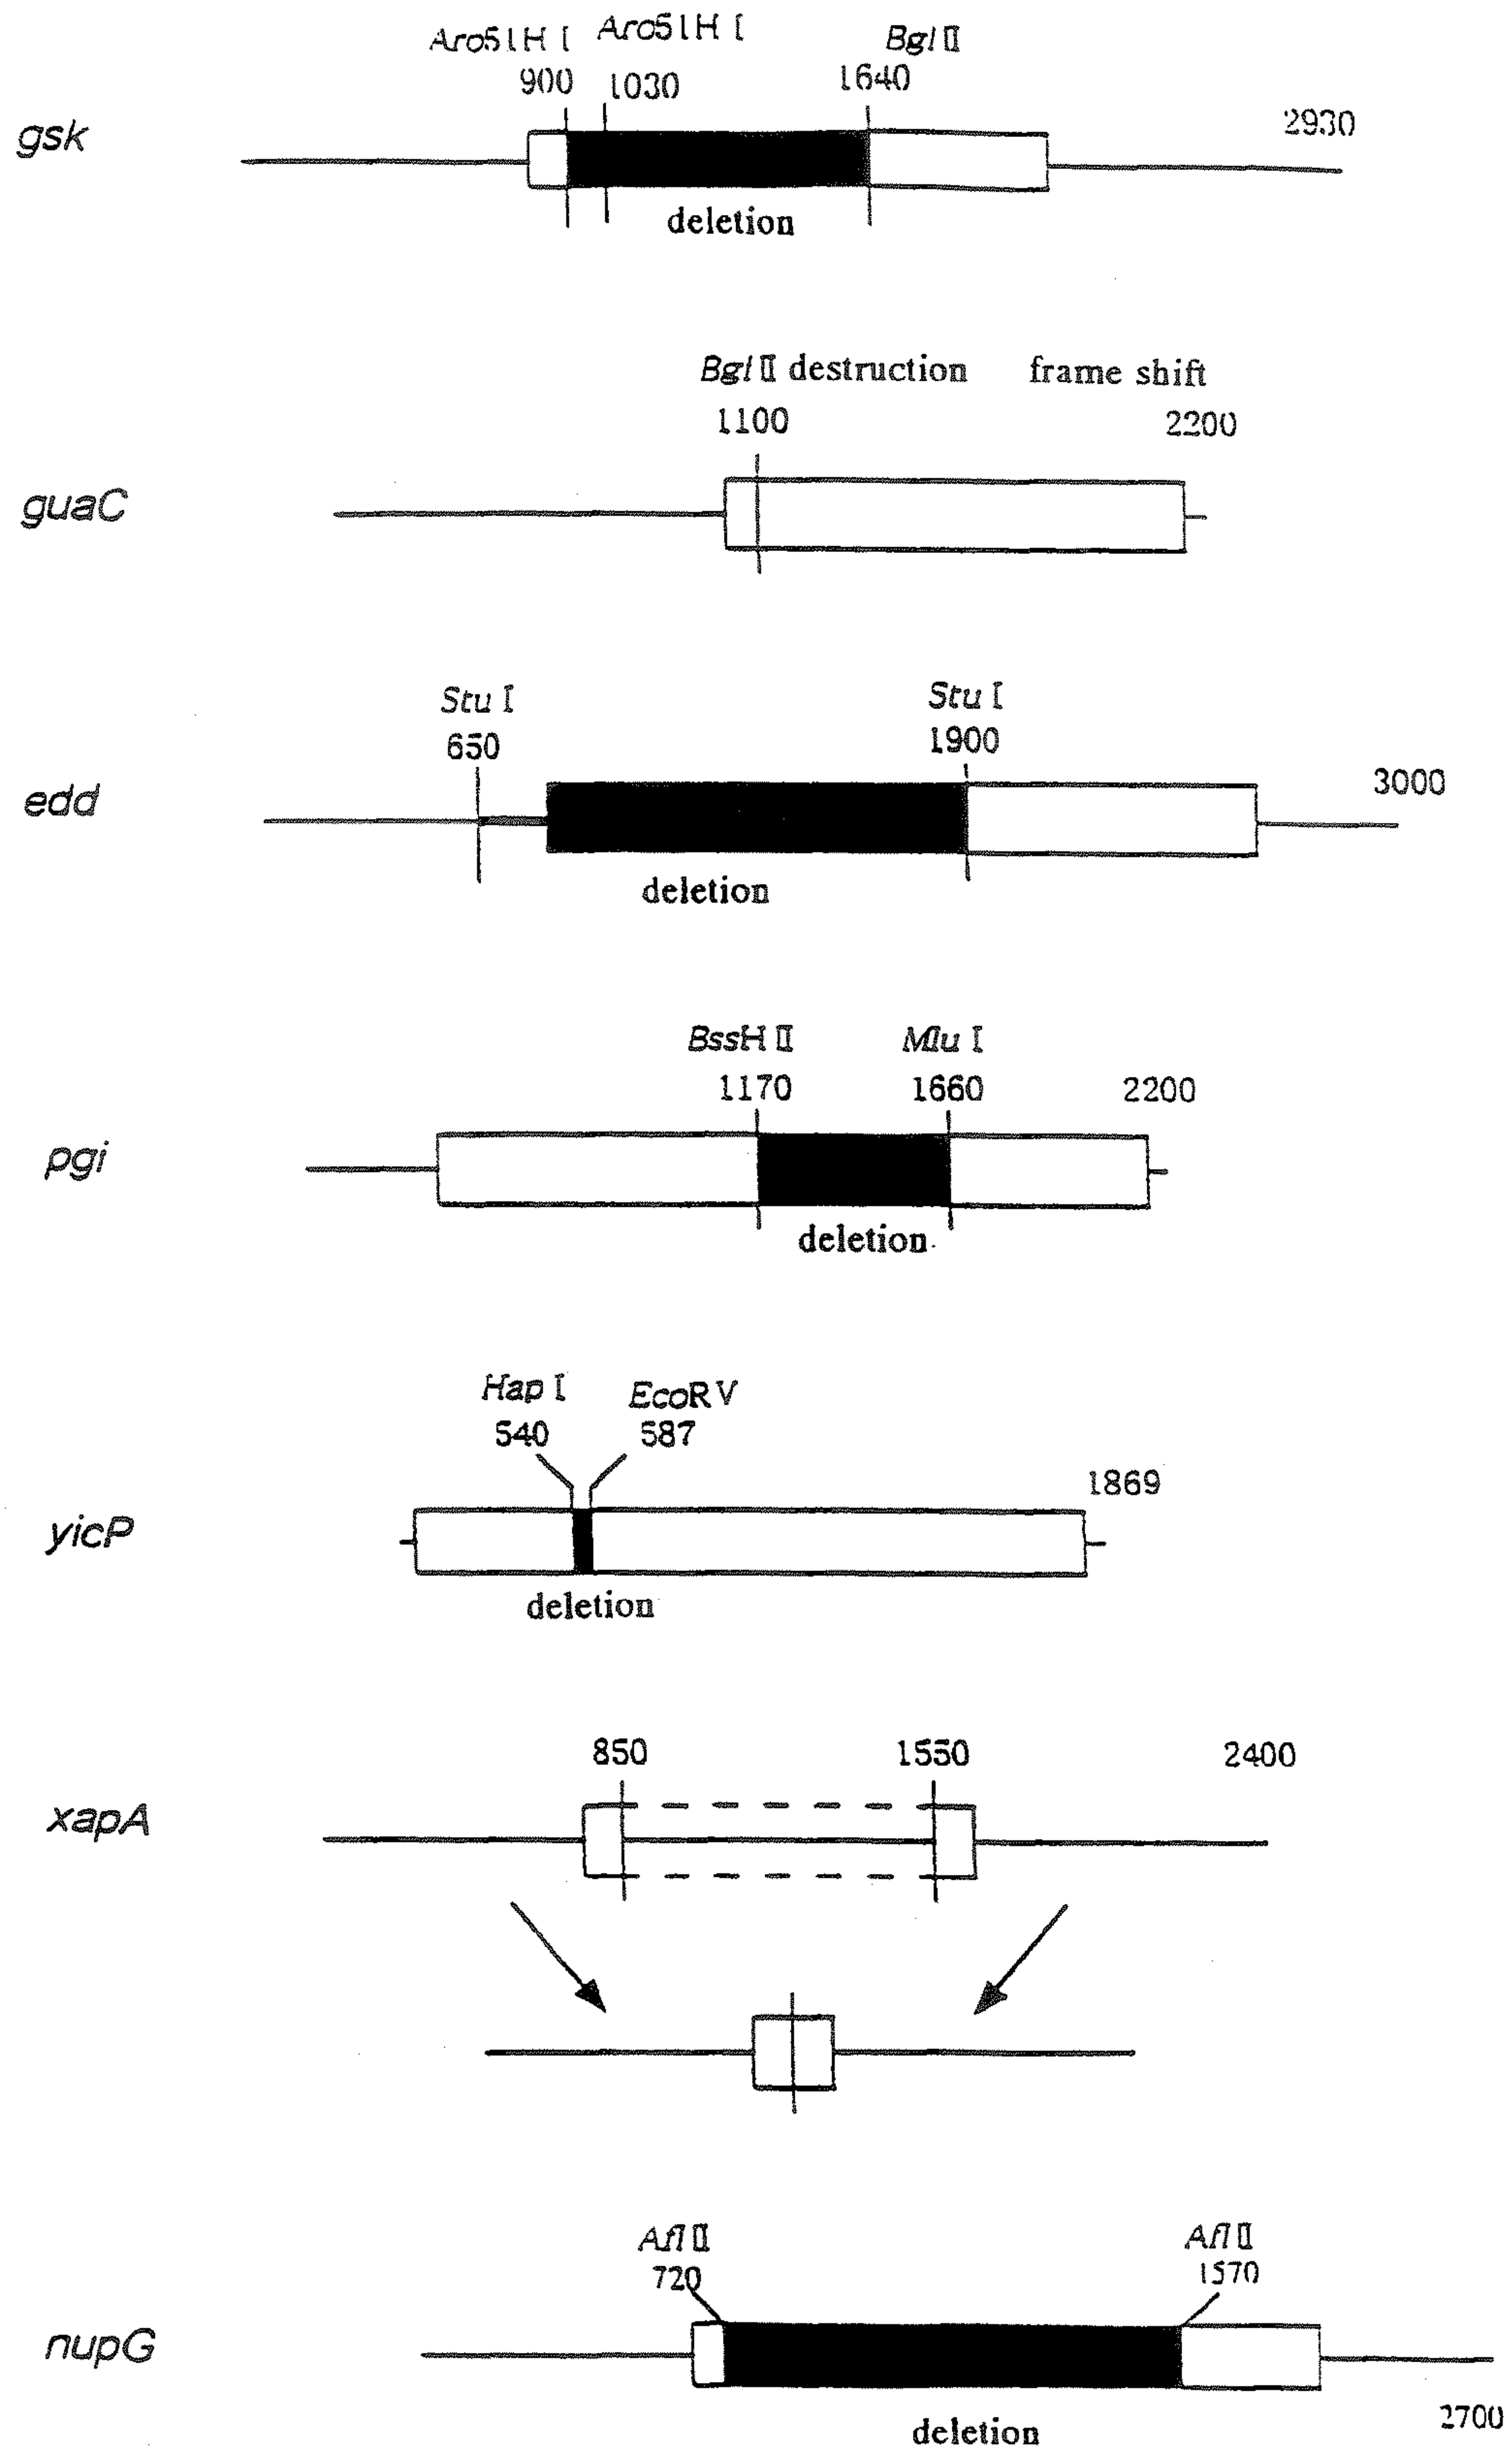 Aro51H I Aro51H I Bgl II
900 1030 1640
gsk 2930
deletion
Bgl II destruction frame shift
1100 2200
guaC
Stu I Stu I
650 1900
edd 3000
deletion
BssH II Mlu I
1170 1660 2200
pgi
deletion
Hap I EcoR V
540 587
1869
yicP
deletion
850 1550 2400
xapA
Afl II Afl II
720 1570
nupG
2700
deletion